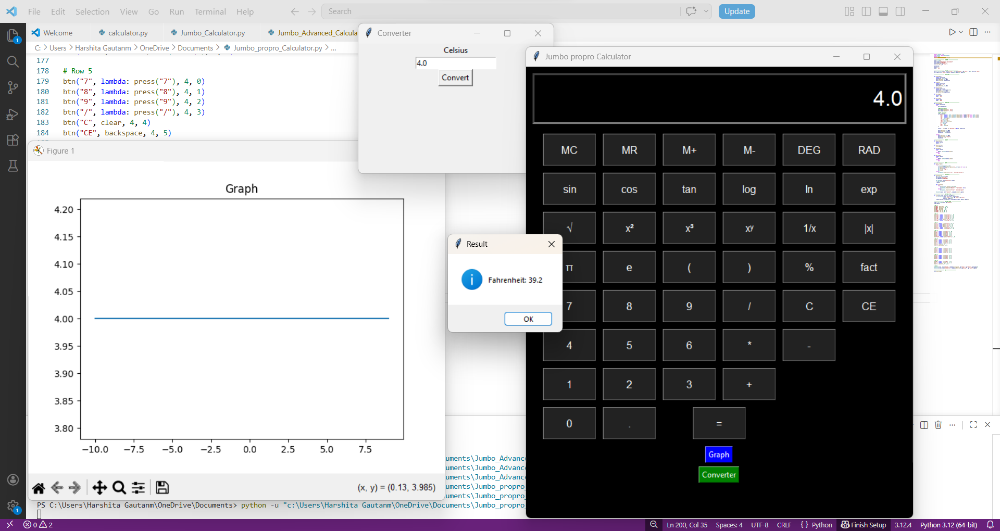 File Edit Selection View Go Run Terminal Help
Search
Update
Welcome
calculator.py
Jumbo_Calculator.py
Jumbo_Advanced_Calcula
C: > Users > Harshita Gautanm > OneDrive > Documents > Jumbo_propro_Calculator.py > ...
177
178 # Row 5
179 btn("7", lambda: press("7"), 4, 0)
180 btn("8", lambda: press("8"), 4, 1)
181 btn("9", lambda: press("9"), 4, 2)
182 btn("/", lambda: press("/"), 4, 3)
183 btn("C", clear, 4, 4)
184 btn("CE", backspace, 4, 5)
Converter
Celsius
4.0
Convert
Figure 1
Graph
4.20
4.15
4.10
4.05
4.00
3.95
3.90
3.85
3.80
−10.0 −7.5 −5.0 −2.5 0.0 2.5 5.0 7.5
(x, y) = (0.13, 3.985)
Result
Fahrenheit: 39.2
OK
Jumbo propro Calculator
4.0
MC MR M+ M- DEG RAD
sin cos tan log ln exp
√ x² x³ xʸ 1/x |x|
π e ( ) % fact
7 8 9 / C CE
4 5 6 * -
1 2 3 +
0 . =
Graph
Converter
uments\Jumbo_Advance
uments\Jumbo_Advance
uments\Jumbo_Advance
uments\Jumbo_propro_
uments\Jumbo_propro_
PS C:\Users\Harshita Gautanm\OneDrive\Documents> python -u "c:\Users\Harshita Gautanm\OneDrive\Documents\Jumbo_propro_
1
1
0 2
Ln 200, Col 35 Spaces: 4 UTF-8 CRLF { } Python Finish Setup 3.12.4 Python 3.12 (64-bit)